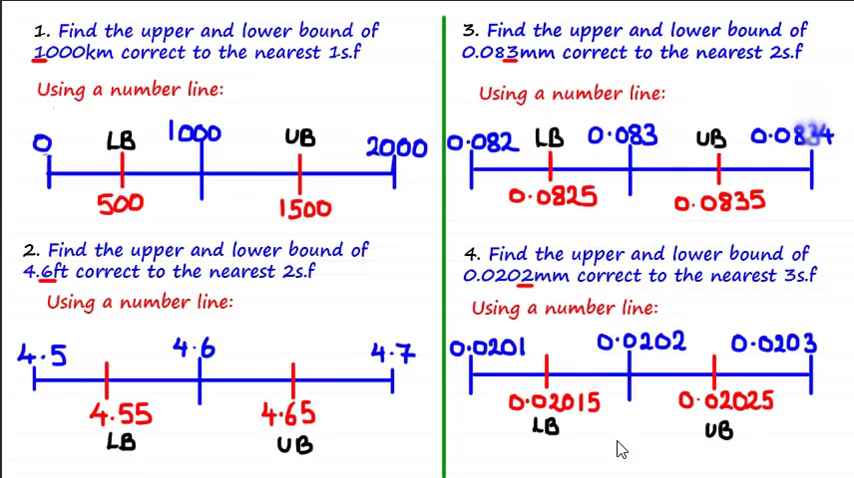 1. Find the upper and lower bound of
1000km correct to the nearest 1s.f
Using a number line:
0 LB 1000 UB 2000
500 1500
2. Find the upper and lower bound of
4.6ft correct to the nearest 2s.f
Using a number line:
4.5 4.6 4.7
4.55 4.65
LB UB
3. Find the upper and lower bound of
0.083mm correct to the nearest 2s.f
Using a number line:
0.082 LB 0.083 UB
0.0825 0.0835
4. Find the upper and lower bound of
0.0202mm correct to the nearest 3s.f
Using a number line:
0.0201 0.0202 0.0203
0.02015 0.02025
LB UB